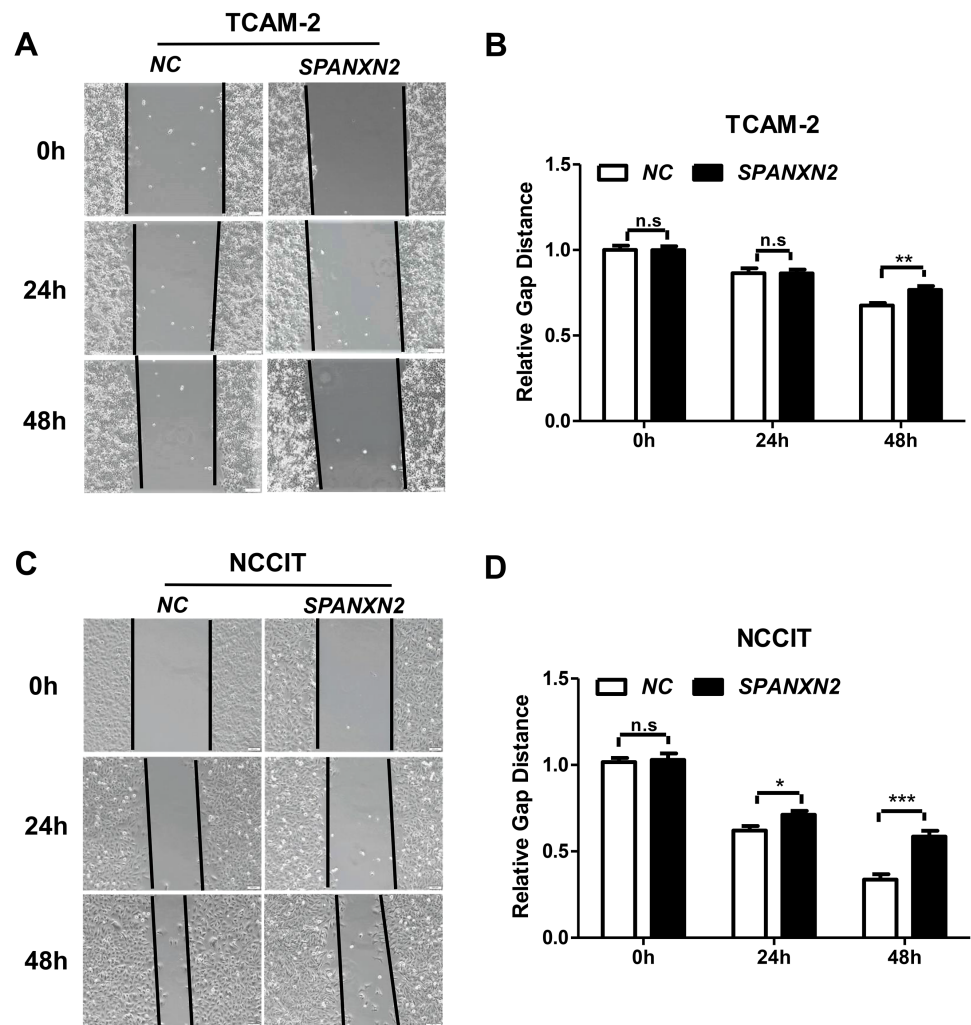 A
TCAM-2
NC SPANXN2
0h
24h
48h
B
TCAM-2
NC SPANXN2
Relative Gap Distance
1.5
1.0
0.5
0.0
n.s
n.s
**
0h 24h 48h
C
NCCIT
NC SPANXN2
0h
24h
48h
D
NCCIT
NC SPANXN2
Relative Gap Distance
1.5
1.0
0.5
0.0
n.s
*
***
0h 24h 48h